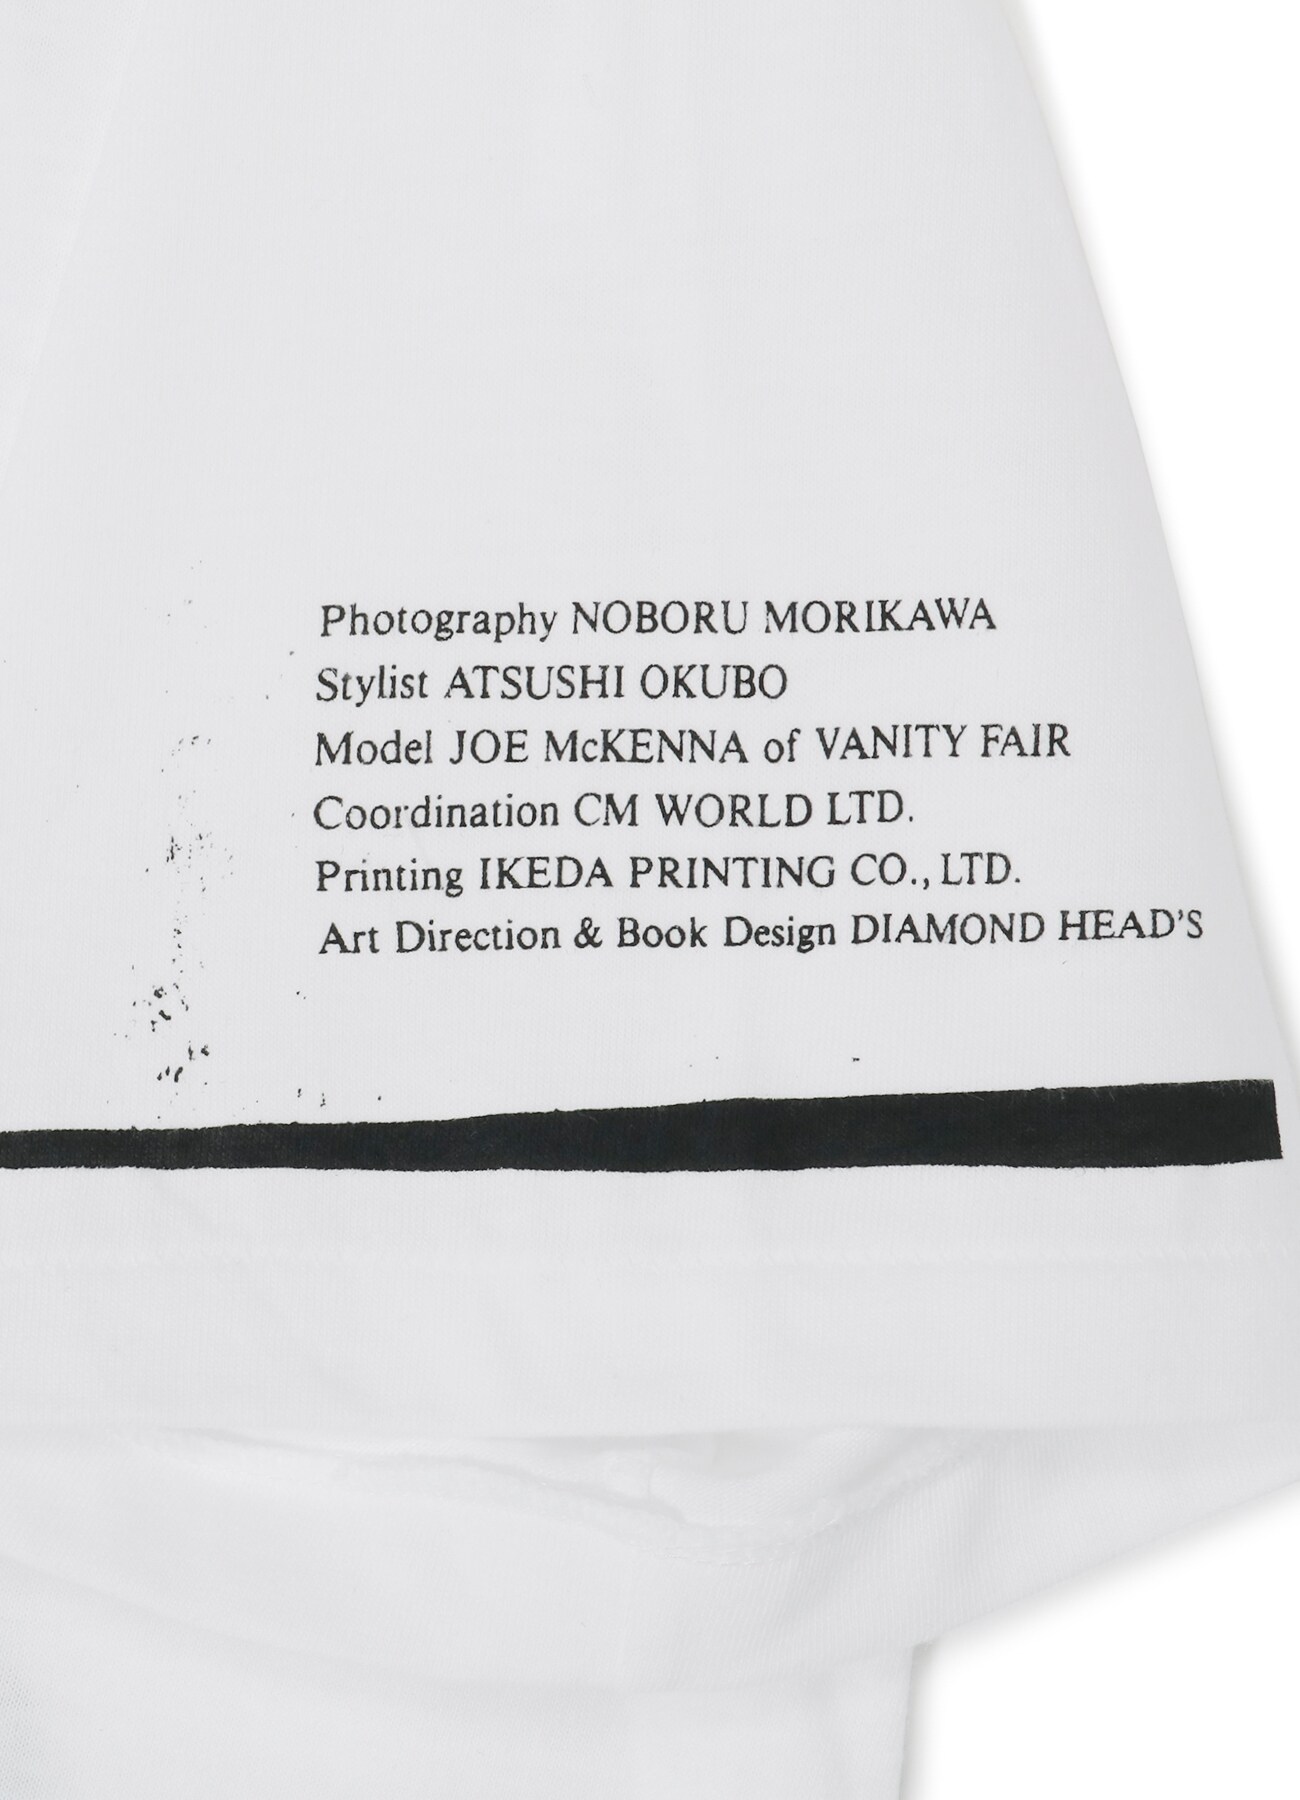 Photography NOBORU MORIKAWA
Stylist ATSUSHI OKUBO
Model JOE McKENNA of VANITY FAIR
Coordination CM WORLD LTD.
Printing IKEDA PRINTING CO., LTD.
Art Direction & Book Design DIAMOND HEAD'S